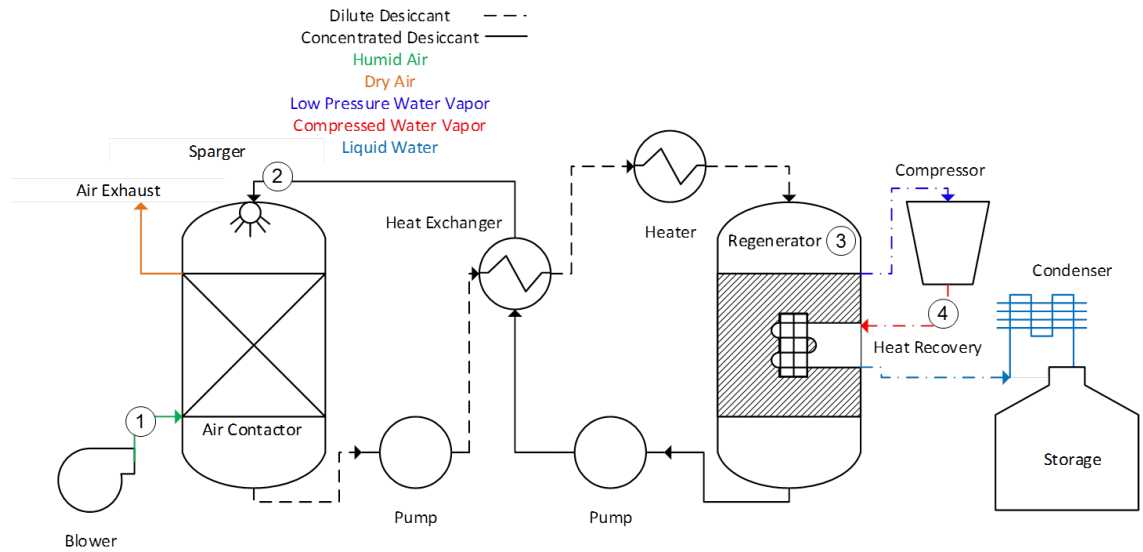 Dilute Desiccant
Concentrated Desiccant
Humid Air
Dry Air
Low Pressure Water Vapor
Compressed Water Vapor
Liquid Water
Sparger
Air Exhaust
2
Heat Exchanger
Heater
Regenerator 3
Compressor
Condenser
4
Heat Recovery
1
Air Contactor
Storage
Pump
Pump
Blower